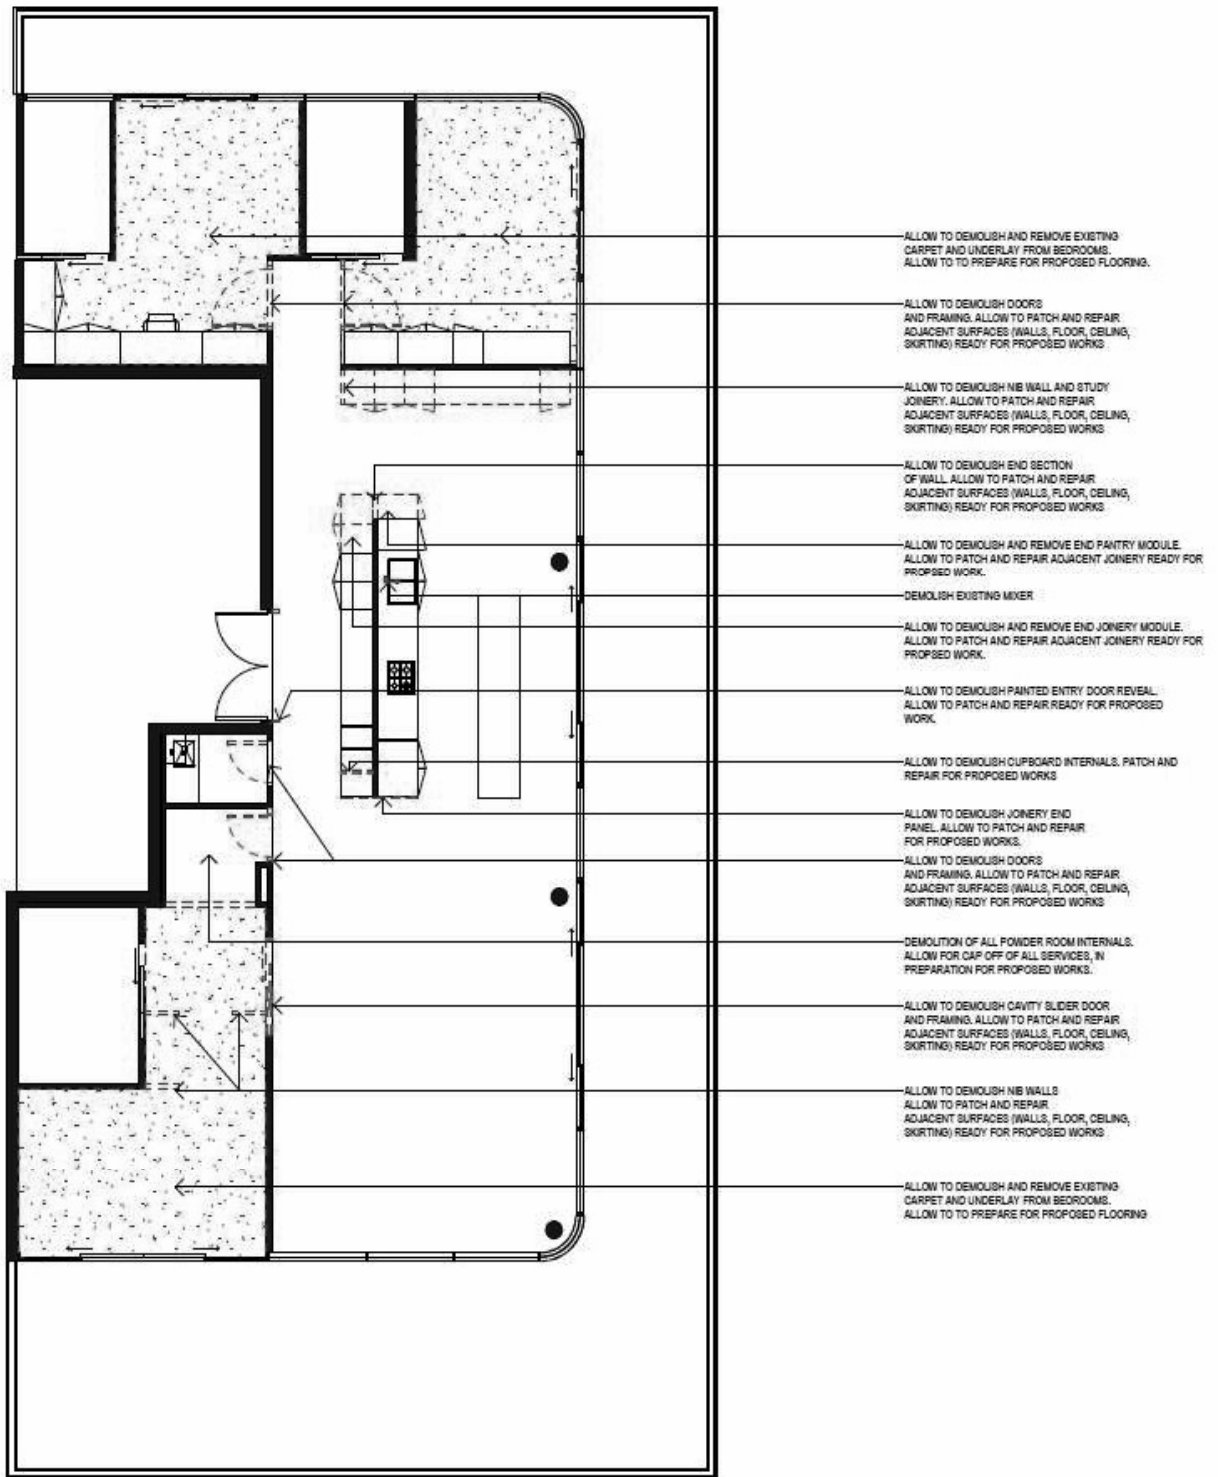 ALLOW TO DEMOLISH AND REMOVE EXISTING
CARPET AND UNDERLAY FROM BEDROOMS.
ALLOW TO TO PREPARE FOR PROPOSED FLOORING.
ALLOW TO DEMOLISH DOORS
AND FRAMING. ALLOW TO PATCH AND REPAIR
ADJACENT SURFACES (WALLS, FLOOR, CEILING,
SKIRTING) READY FOR PROPOSED WORKS
ALLOW TO DEMOLISH NIB WALL AND STUDY
JOINERY. ALLOW TO PATCH AND REPAIR
ADJACENT SURFACES (WALLS, FLOOR, CEILING,
SKIRTING) READY FOR PROPOSED WORKS
ALLOW TO DEMOLISH END SECTION
OF WALL. ALLOW TO PATCH AND REPAIR
ADJACENT SURFACES (WALLS, FLOOR, CEILING,
SKIRTING) READY FOR PROPOSED WORKS
ALLOW TO DEMOLISH AND REMOVE END PANTRY MODULE.
ALLOW TO PATCH AND REPAIR ADJACENT JOINERY READY FOR
PROPSED WORK.
DEMOLISH EXISTING MIXER
ALLOW TO DEMOLISH AND REMOVE END JOINERY MODULE.
ALLOW TO PATCH AND REPAIR ADJACENT JOINERY READY FOR
PROPSED WORK.
ALLOW TO DEMOLISH PAINTED ENTRY DOOR REVEAL.
ALLOW TO PATCH AND REPAIR READY FOR PROPOSED
WORK.
ALLOW TO DEMOLISH CUPBOARD INTERNALS. PATCH AND
REPAIR FOR PROPOSED WORKS
ALLOW TO DEMOLISH JOINERY END
PANEL. ALLOW TO PATCH AND REPAIR
FOR PROPOSED WORKS.
ALLOW TO DEMOLISH DOORS
AND FRAMING. ALLOW TO PATCH AND REPAIR
ADJACENT SURFACES (WALLS, FLOOR, CEILING,
SKIRTING) READY FOR PROPOSED WORKS
DEMOLITION OF ALL POWDER ROOM INTERNALS.
ALLOW FOR CAP OFF OF ALL SERVICES, IN
PREPARATION FOR PROPOSED WORKS.
ALLOW TO DEMOLISH CAVITY SLIDER DOOR
AND FRAMING. ALLOW TO PATCH AND REPAIR
ADJACENT SURFACES (WALLS, FLOOR, CEILING,
SKIRTING) READY FOR PROPOSED WORKS
ALLOW TO DEMOLISH NIB WALLS
ALLOW TO PATCH AND REPAIR
ADJACENT SURFACES (WALLS, FLOOR, CEILING,
SKIRTING) READY FOR PROPOSED WORKS
ALLOW TO DEMOLISH AND REMOVE EXISTING
CARPET AND UNDERLAY FROM BEDROOMS.
ALLOW TO TO PREPARE FOR PROPOSED FLOORING